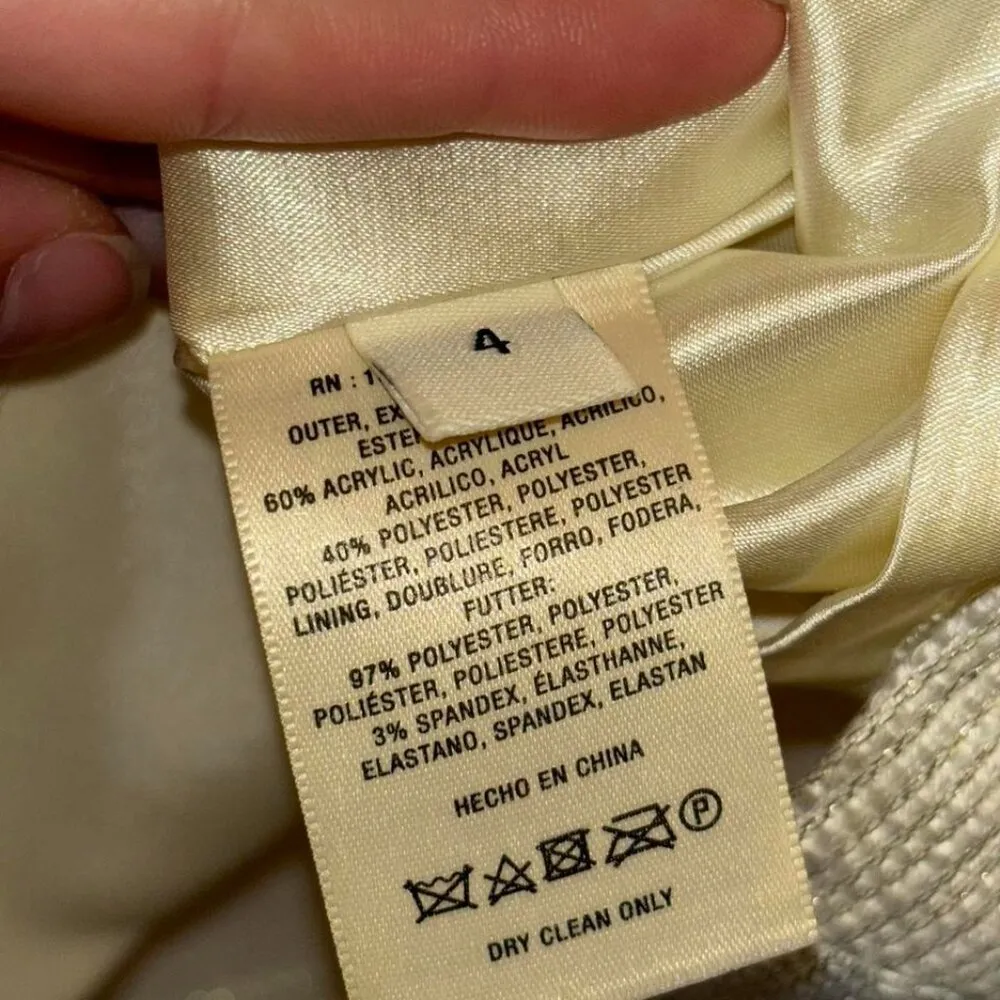 4
RN : 1
OUTER, EX
ESTE
60% ACRYLIC, ACRYLIQUE, ACRÍLICO,
ACRILICO, ACRYL
40% POLYESTER, POLYESTER,
POLIÉSTER, POLIESTERE, POLYESTER
LINING, DOUBLURE, FORRO, FODERA,
FUTTER:
97% POLYESTER, POLYESTER,
POLIÉSTER, POLIESTERE, POLYESTER
3% SPANDEX, ÉLASTHANNE,
ELASTANO, SPANDEX, ELASTAN
HECHO EN CHINA
P
DRY CLEAN ONLY